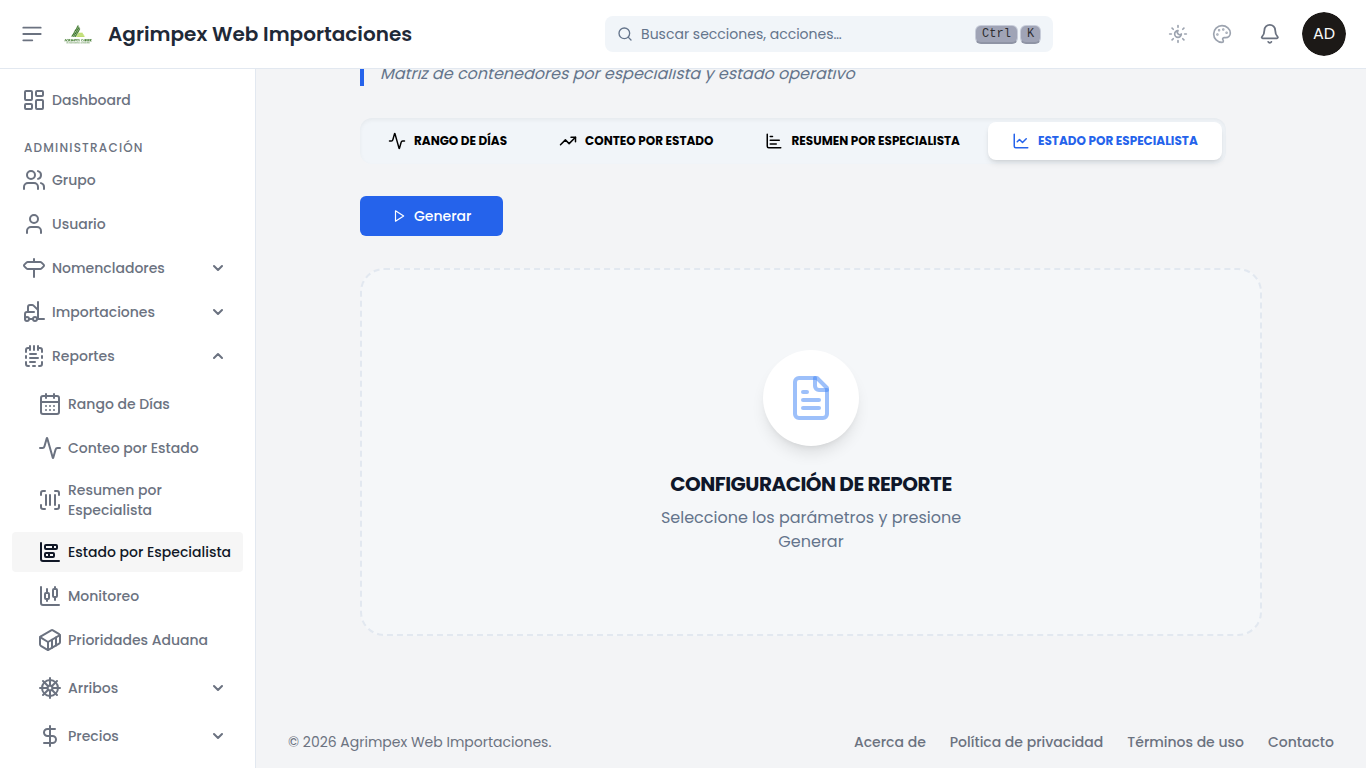 Agrimpex Web Importaciones
Buscar secciones, acciones...
Ctrl K
AD
Dashboard
ADMINISTRACIÓN
Grupo
Usuario
Nomencladores
Importaciones
Reportes
Rango de Días
Conteo por Estado
Resumen por
Especialista
Estado por Especialista
Monitoreo
Prioridades Aduana
Arribos
Precios
Matriz de contenedores por especialista y estado operativo
RANGO DE DÍAS
CONTEO POR ESTADO
RESUMEN POR ESPECIALISTA
ESTADO POR ESPECIALISTA
Generar
CONFIGURACIÓN DE REPORTE
Seleccione los parámetros y presione
Generar
© 2026 Agrimpex Web Importaciones.
Acerca de
Política de privacidad
Términos de uso
Contacto